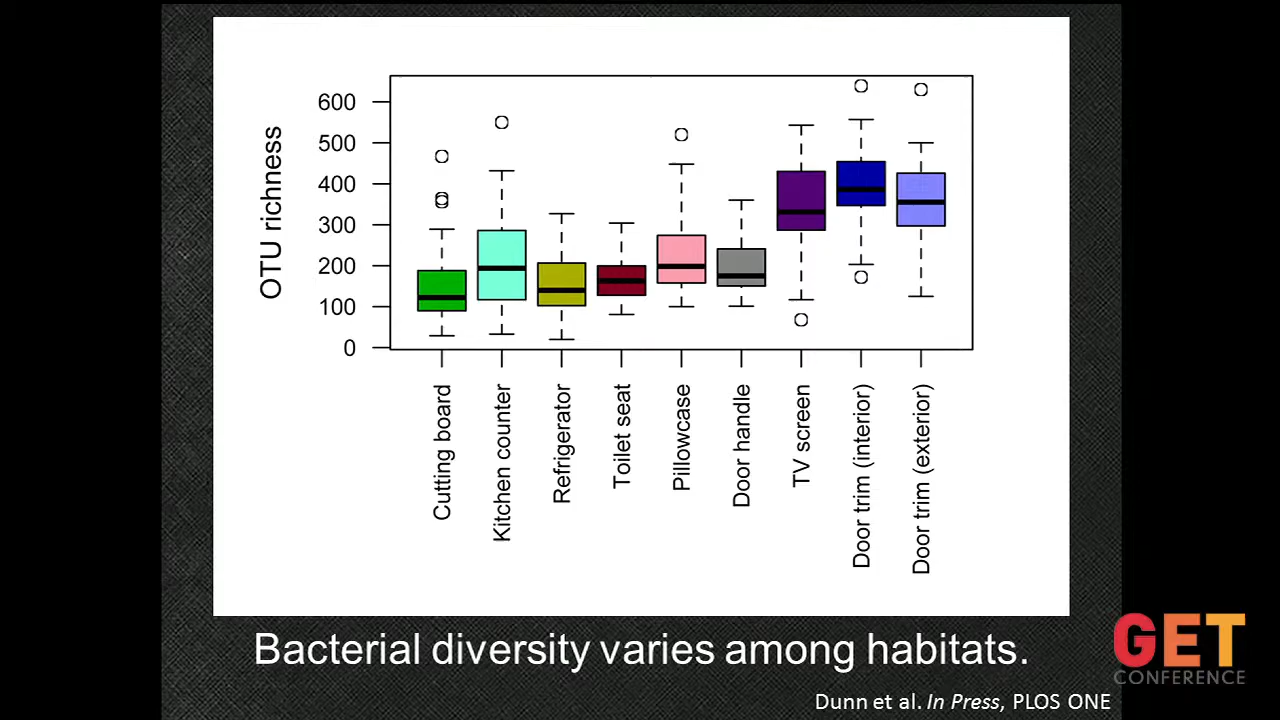 600
500
400
300
200
100
0
OTU richness
Cutting board
Kitchen counter
Refrigerator
Toilet seat
Pillowcase
Door handle
TV screen
Door trim (interior)
Door trim (exterior)
Bacterial diversity varies among habitats.
GET
CONFERENCE
Dunn et al. In Press, PLOS ONE